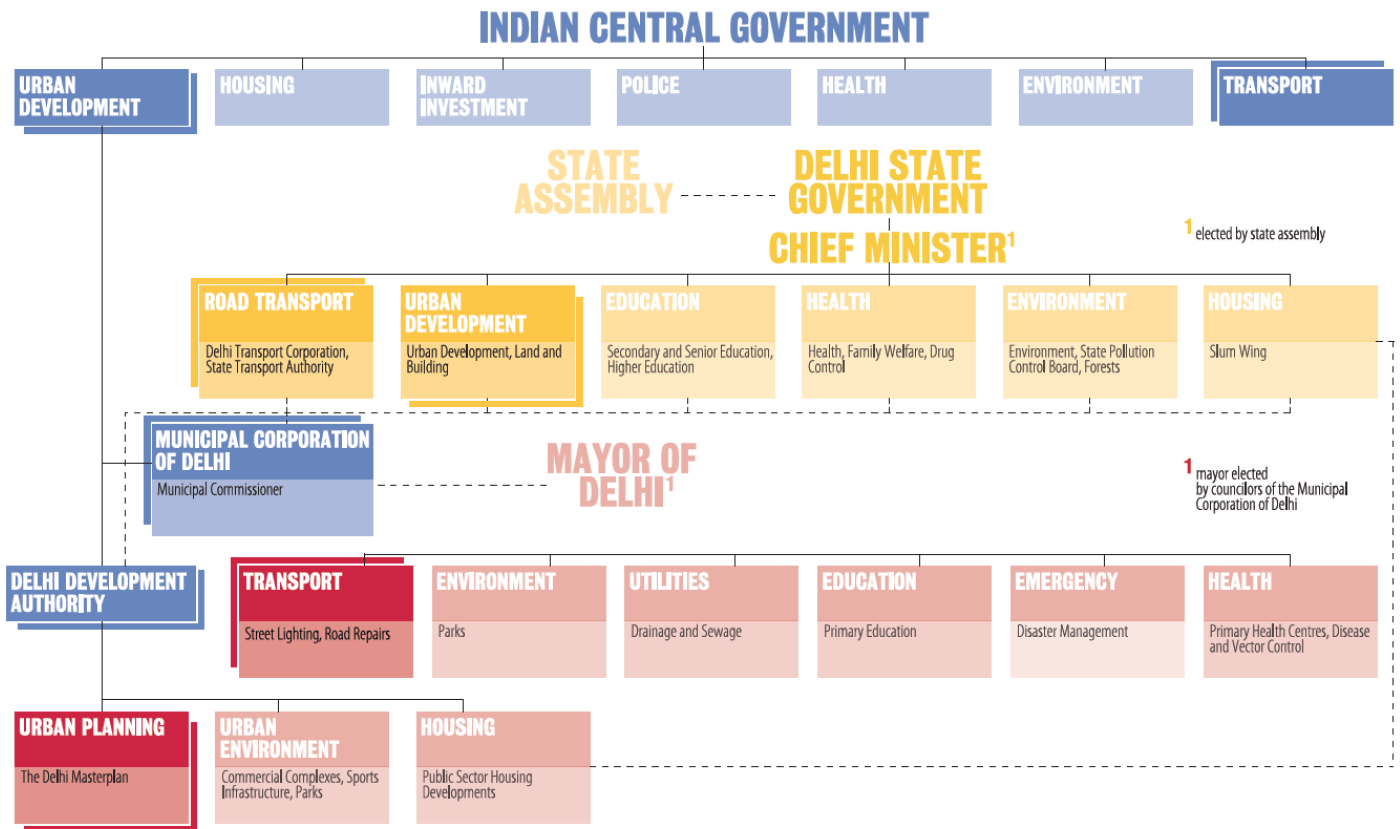 INDIAN CENTRAL GOVERNMENT
URBAN
DEVELOPMENT
HOUSING
INWARD
INVESTMENT
POLICE
HEALTH
ENVIRONMENT
TRANSPORT
STATE
ASSEMBLY
DELHI STATE
GOVERNMENT
CHIEF MINISTER¹
¹ elected by state assembly
ROAD TRANSPORT
Delhi Transport Corporation,
State Transport Authority
URBAN
DEVELOPMENT
Urban Development, Land and
Building
EDUCATION
Secondary and Senior Education,
Higher Education
HEALTH
Health, Family Welfare, Drug
Control
ENVIRONMENT
Environment, State Pollution
Control Board, Forests
HOUSING
Slum Wing
MUNICIPAL CORPORATION
OF DELHI
Municipal Commissioner
MAYOR OF
DELHI¹
¹ mayor elected
by councilors of the Municipal
Corporation of Delhi
DELHI DEVELOPMENT
AUTHORITY
TRANSPORT
Street Lighting, Road Repairs
ENVIRONMENT
Parks
UTILITIES
Drainage and Sewage
EDUCATION
Primary Education
EMERGENCY
Disaster Management
HEALTH
Primary Health Centres, Disease
and Vector Control
URBAN PLANNING
The Delhi Masterplan
URBAN
ENVIRONMENT
Commercial Complexes, Sports
Infrastructure, Parks
HOUSING
Public Sector Housing
Developments